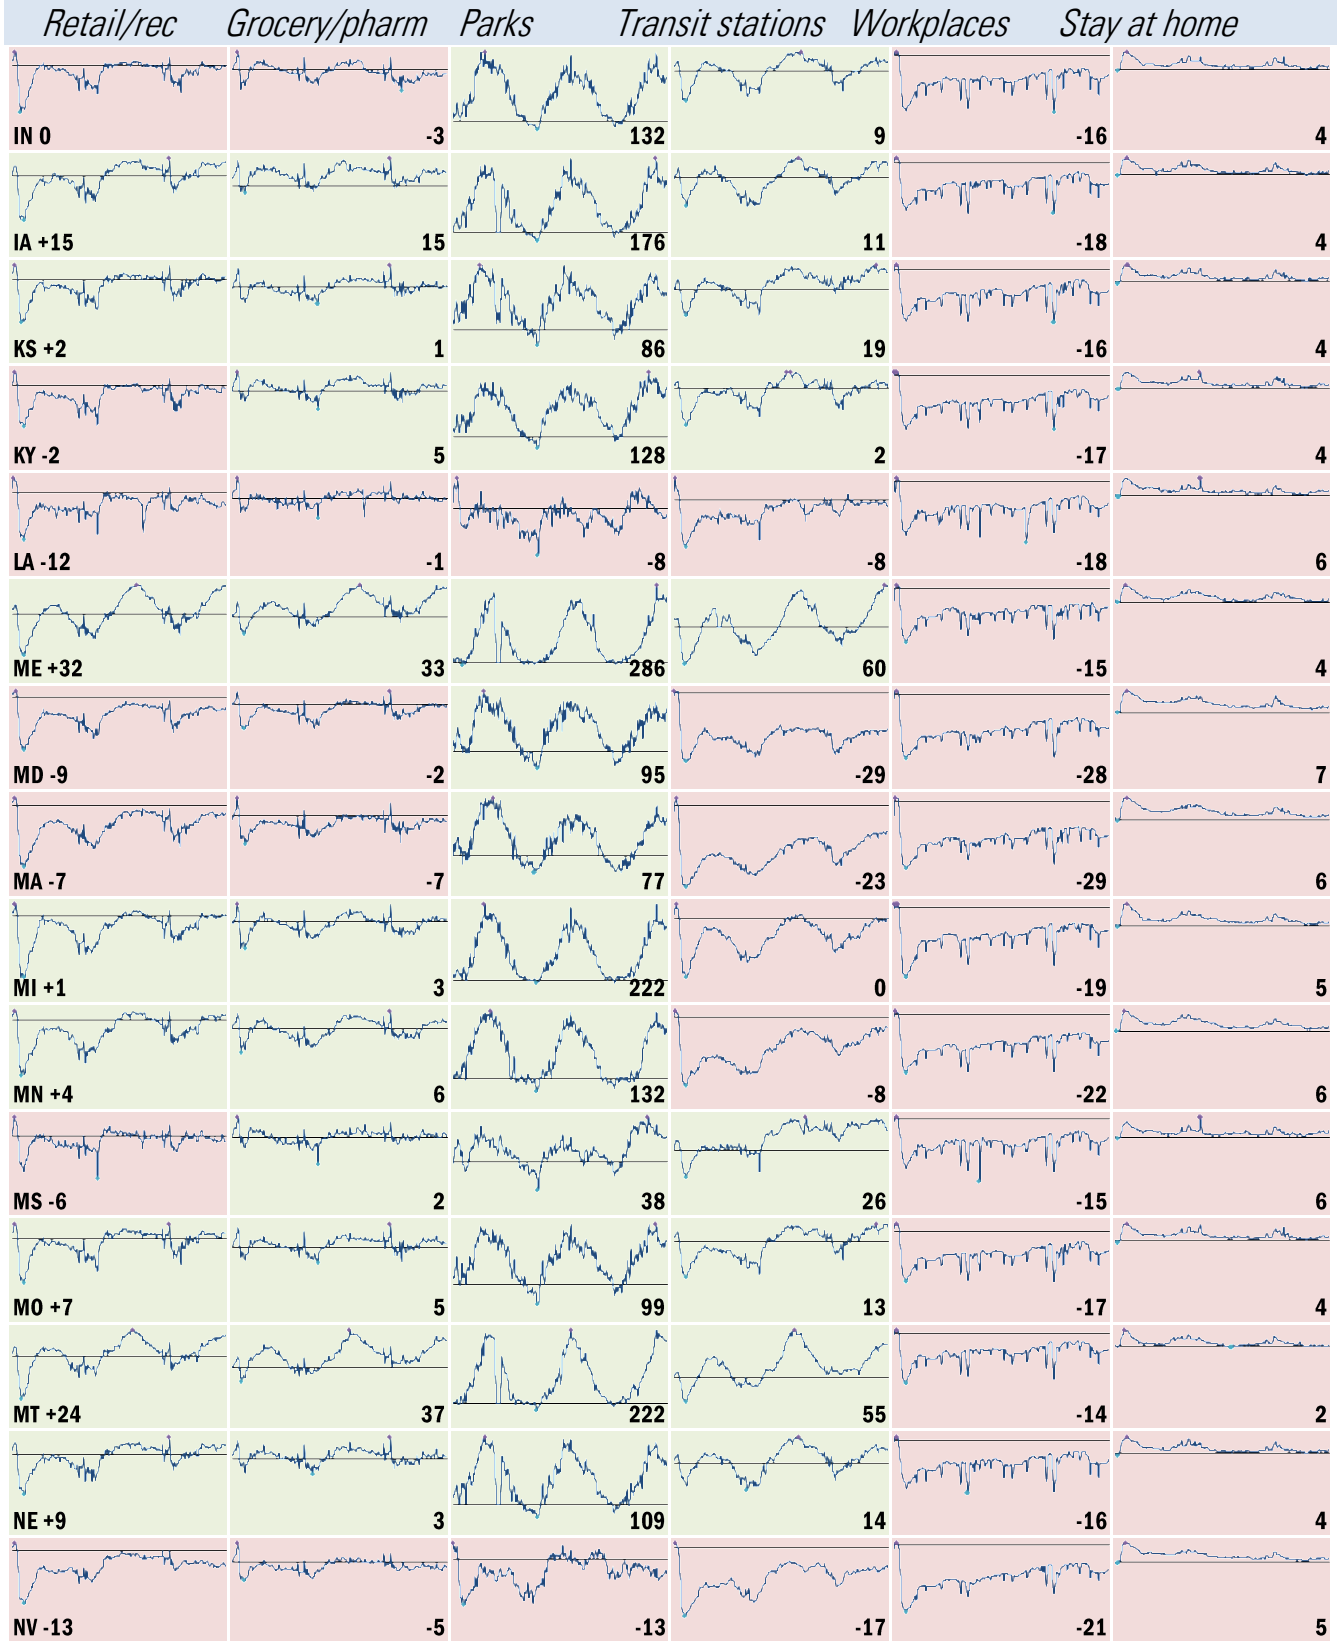 Retail/rec Grocery/pharm Parks Transit stations Workplaces Stay at home
IN 0 -3 132 9 -16 4
IA +15 15 176 11 -18 4
KS +2 1 86 19 -16 4
KY -2 5 128 2 -17 4
LA -12 -1 -8 -8 -18 6
ME +32 33 286 60 -15 4
MD -9 -2 95 -29 -28 7
MA -7 -7 77 -23 -29 6
MI +1 3 222 0 -19 5
MN +4 6 132 -8 -22 6
MS -6 2 38 26 -15 6
MO +7 5 99 13 -17 4
MT +24 37 222 55 -14 2
NE +9 3 109 14 -16 4
NV -13 -5 -13 -17 -21 5